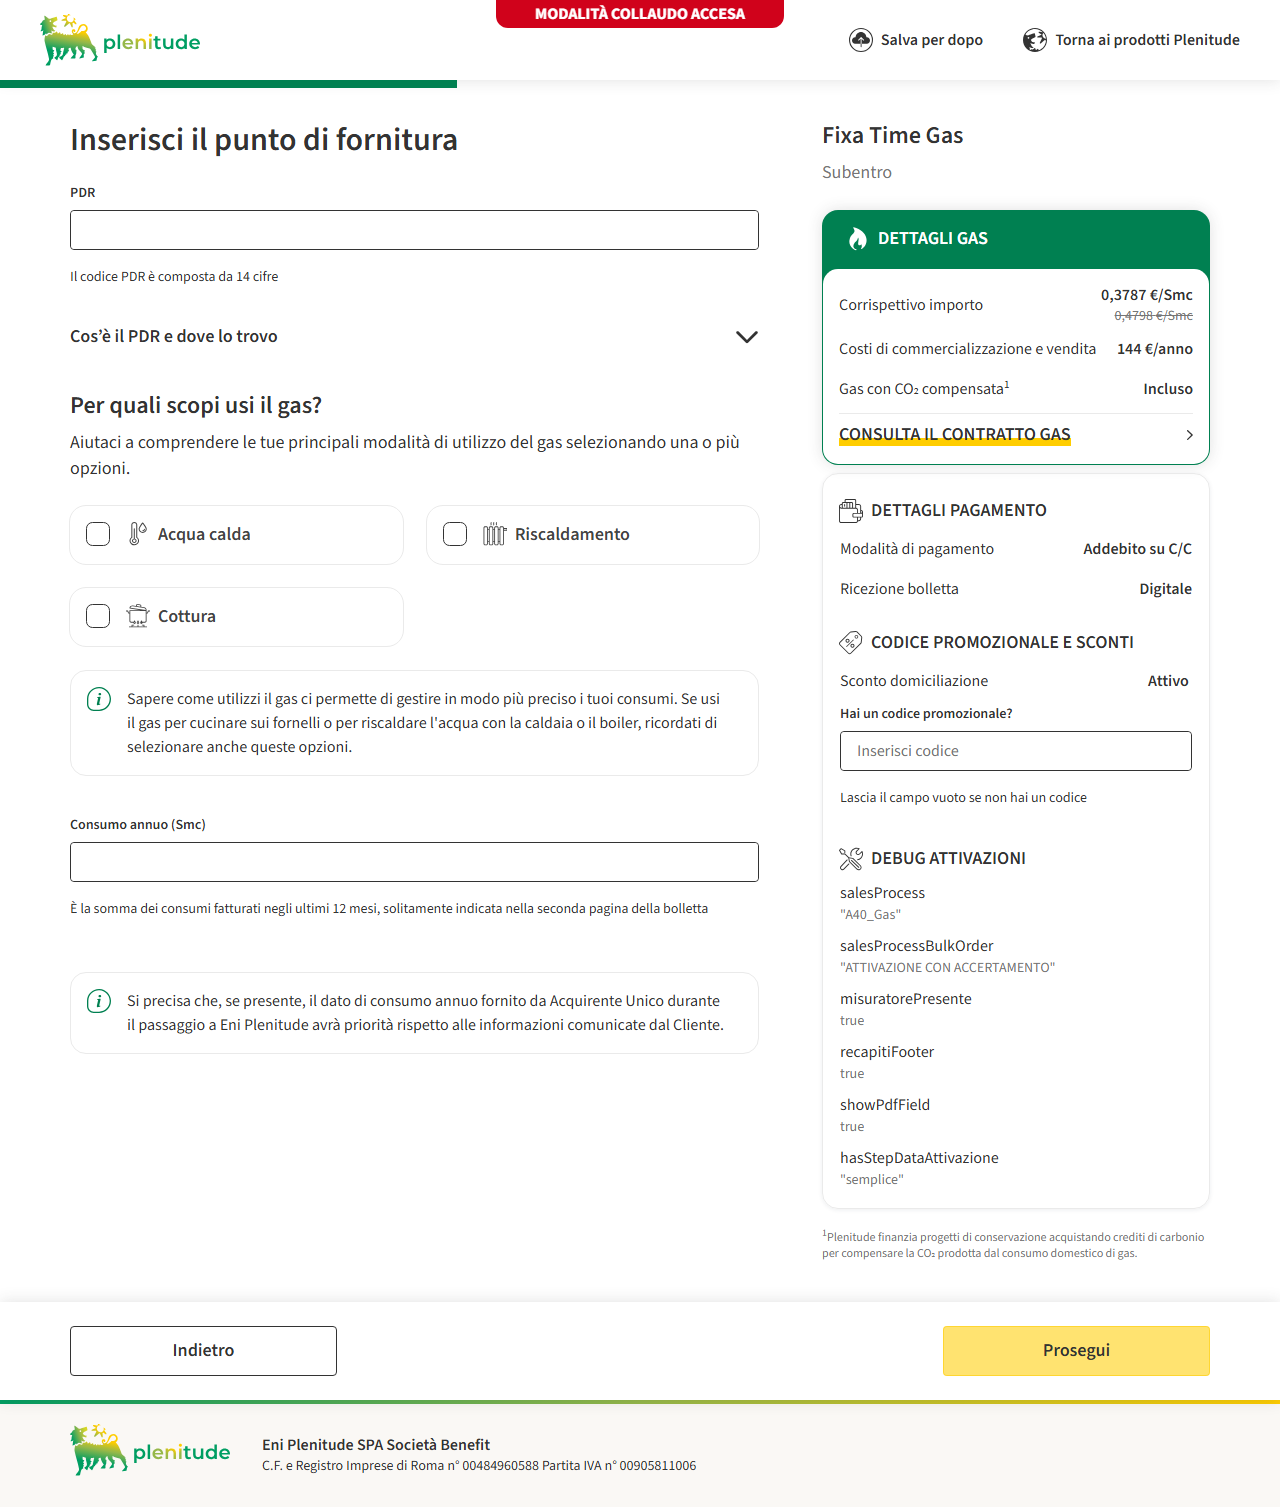 MODALITÀ COLLAUDO ACCESA
plenitude
Salva per dopo
Torna ai prodotti Plenitude
Inserisci il punto di fornitura
PDR
Il codice PDR è composta da 14 cifre
Cos’è il PDR e dove lo trovo
Per quali scopi usi il gas?
Aiutaci a comprendere le tue principali modalità di utilizzo del gas selezionando una o più
opzioni.
Acqua calda
Riscaldamento
Cottura
Sapere come utilizzi il gas ci permette di gestire in modo più preciso i tuoi consumi. Se usi
il gas per cucinare sui fornelli o per riscaldare l'acqua con la caldaia o il boiler, ricordati di
selezionare anche queste opzioni.
Consumo annuo (Smc)
È la somma dei consumi fatturati negli ultimi 12 mesi, solitamente indicata nella seconda pagina della bolletta
Si precisa che, se presente, il dato di consumo annuo fornito da Acquirente Unico durante
il passaggio a Eni Plenitude avrà priorità rispetto alle informazioni comunicate dal Cliente.
Fixa Time Gas
Subentro
DETTAGLI GAS
Corrispettivo importo
0,3787 €/Smc
0,4798 €/Smc
Costi di commercializzazione e vendita 144 €/anno
Gas con CO₂ compensata¹ Incluso
CONSULTA IL CONTRATTO GAS
DETTAGLI PAGAMENTO
Modalità di pagamento Addebito su C/C
Ricezione bolletta Digitale
CODICE PROMOZIONALE E SCONTI
Sconto domiciliazione Attivo
Hai un codice promozionale?
Inserisci codice
Lascia il campo vuoto se non hai un codice
DEBUG ATTIVAZIONI
salesProcess
"A40_Gas"
salesProcessBulkOrder
"ATTIVAZIONE CON ACCERTAMENTO"
misuratorePresente
true
recapitiFooter
true
showPdfField
true
hasStepDataAttivazione
"semplice"
¹Plenitude finanzia progetti di conservazione acquistando crediti di carbonio
per compensare la CO₂ prodotta dal consumo domestico di gas.
Indietro
Prosegui
plenitude
Eni Plenitude SPA Società Benefit
C.F. e Registro Imprese di Roma n° 00484960588 Partita IVA n° 00905811006